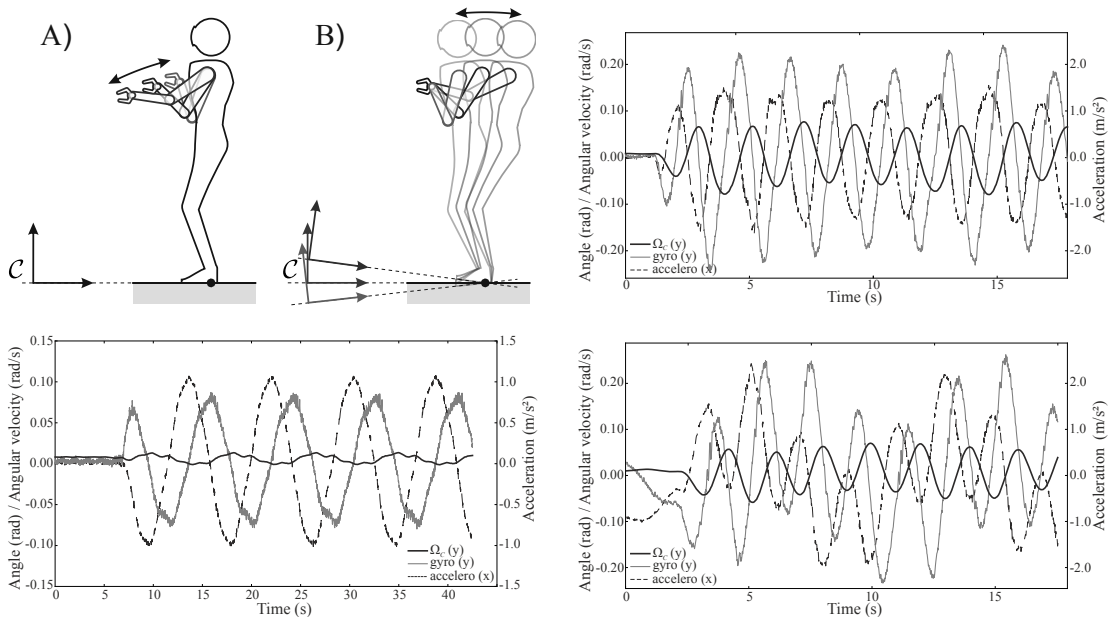 A)
B)
C
C
Angle (rad) / Angular velocity (rad/s)
0.20
0.10
0.00
-0.10
-0.20
2.0
1.0
0.0
-1.0
-2.0
Acceleration (m/s²)
Ω_C (y)
gyro (y)
accelero (x)
0 5 10 15
Time (s)
Angle (rad) / Angular velocity (rad/s)
0.15
0.10
0.05
0.00
-0.05
-0.10
-0.15
1.5
1.0
0.5
0.0
-0.5
-1.0
-1.5
Acceleration (m/s²)
Ω_C (y)
gyro (y)
accelero (x)
0 5 10 15 20 25 30 35 40
Time (s)
Angle (rad) / Angular velocity (rad/s)
0.20
0.10
0.00
-0.10
-0.20
2.0
1.0
0.0
-1.0
-2.0
Acceleration (m/s²)
Ω_C (y)
gyro (y)
accelero (x)
0 5 10 15
Time (s)